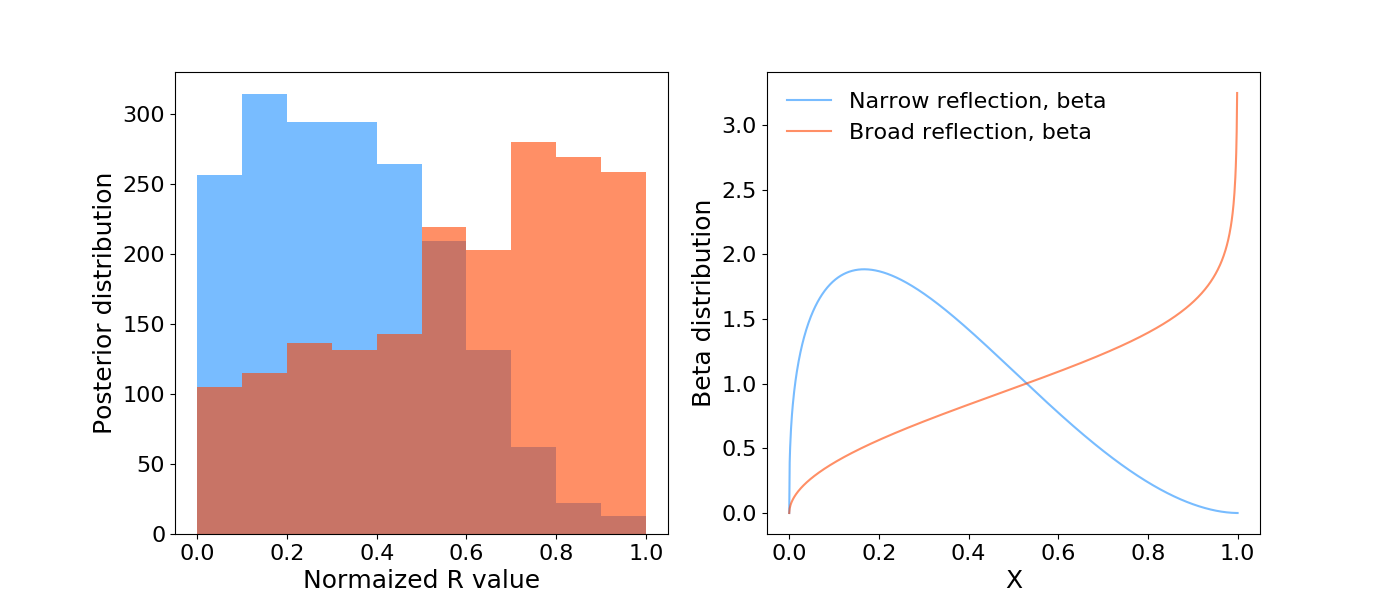 Posterior distribution
300
250
200
150
100
50
0
0.0 0.2 0.4 0.6 0.8 1.0
Normaized R value
Beta distribution
3.0
2.5
2.0
1.5
1.0
0.5
0.0
0.0 0.2 0.4 0.6 0.8 1.0
X
Narrow reflection, beta
Broad reflection, beta